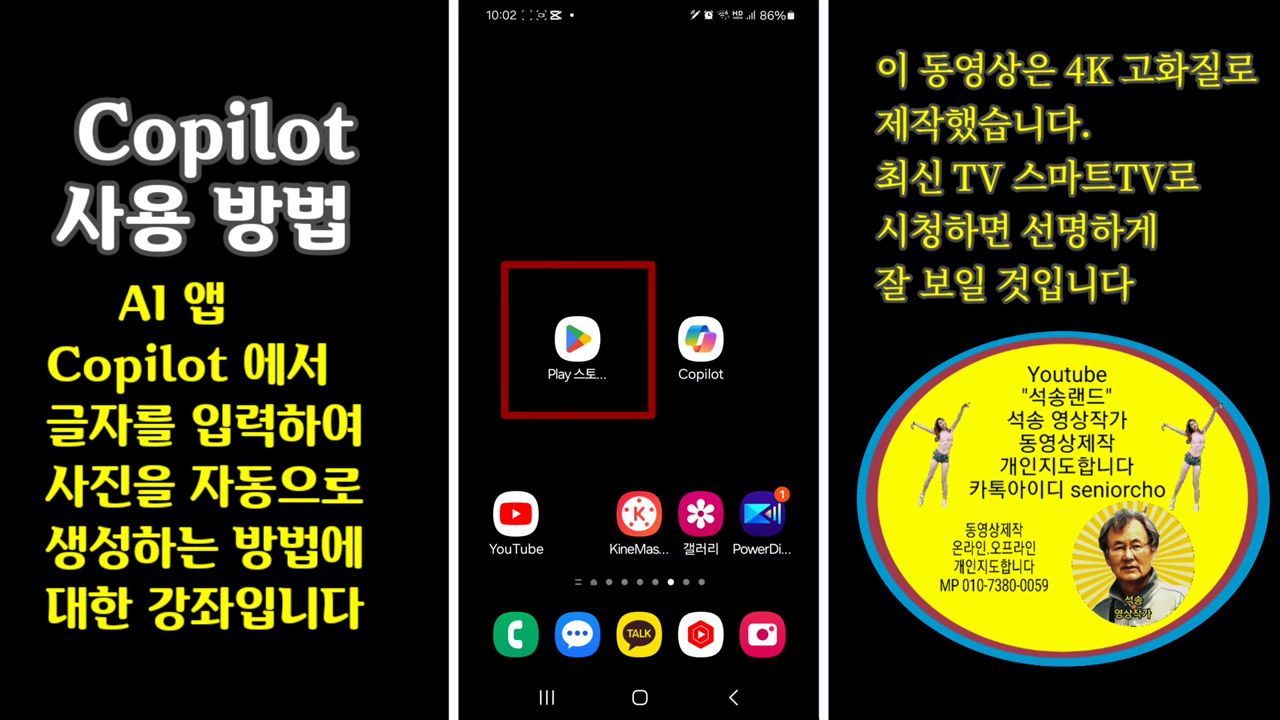 Copilot
사용 방법
AI 앱
Copilot 에서
글자를 입력하여
사진을 자동으로
생성하는 방법에
대한 강좌입니다
10:02
HD
86%
Play 스토...
Copilot
YouTube
KineMas...
갤러리
PowerDi...
1
TALK
이 동영상은 4K 고화질로
제작했습니다.
최신 TV 스마트TV로
시청하면 선명하게
잘 보일 것입니다
Youtube
"석송랜드"
석송 영상작가
동영상제작
개인지도합니다
카톡아이디 seniorcho
동영상제작
온라인.오프라인
개인지도합니다
MP 010-7380-0059
석송
영상작가